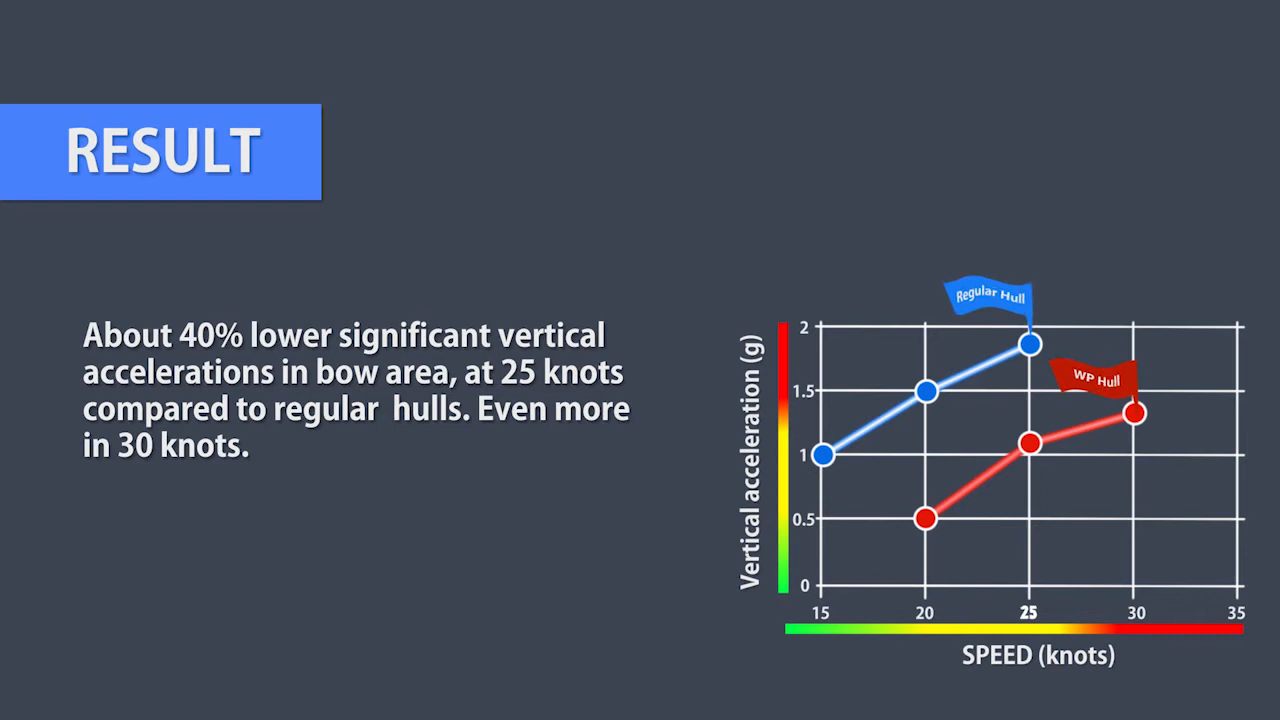 RESULT
About 40% lower significant vertical
accelerations in bow area, at 25 knots
compared to regular  hulls. Even more
in 30 knots.
Regular Hull
WP Hull
Vertical acceleration (g)
2
1.5
1
0.5
0
15 20 25 30 35
SPEED (knots)